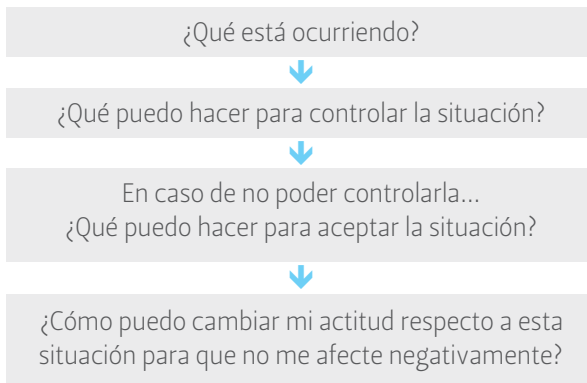 ¿Qué está ocurriendo?
¿Qué puedo hacer para controlar la situación?
En caso de no poder controlarla...
¿Qué puedo hacer para aceptar la situación?
¿Cómo puedo cambiar mi actitud respecto a esta
situación para que no me afecte negativamente?